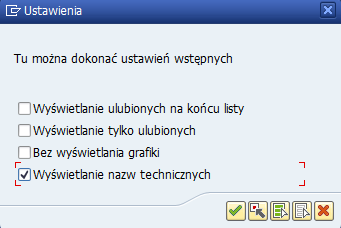 Ustawienia
Tu można dokonać ustawień wstępnych
Wyświetlanie ulubionych na końcu listy
Wyświetlanie tylko ulubionych
Bez wyświetlania grafiki
Wyświetlanie nazw technicznych